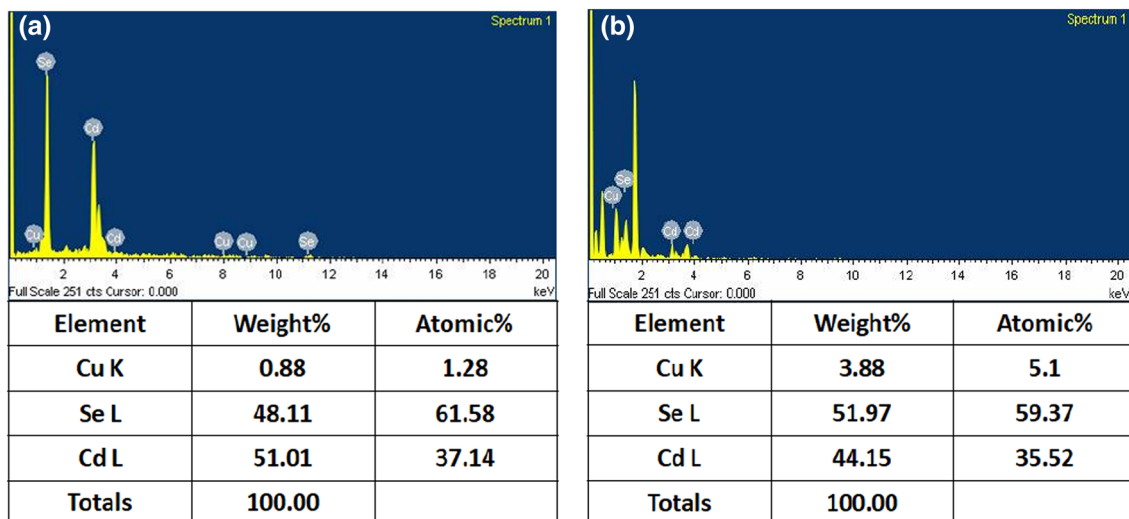 (a)
Spectrum 1
Se
Cd
Cu
Cd
Cu
Cu
Se
2 4 6 8 10 12 14 16 18 20
Full Scale 251 cts Cursor: 0.000
keV
Element Weight% Atomic%
Cu K 0.88 1.28
Se L 48.11 61.58
Cd L 51.01 37.14
Totals 100.00
(b)
Spectrum 1
Se
Cu
Cd
Cd
2 4 6 8 10 12 14 16 18 20
Full Scale 251 cts Cursor: 0.000
keV
Element Weight% Atomic%
Cu K 3.88 5.1
Se L 51.97 59.37
Cd L 44.15 35.52
Totals 100.00